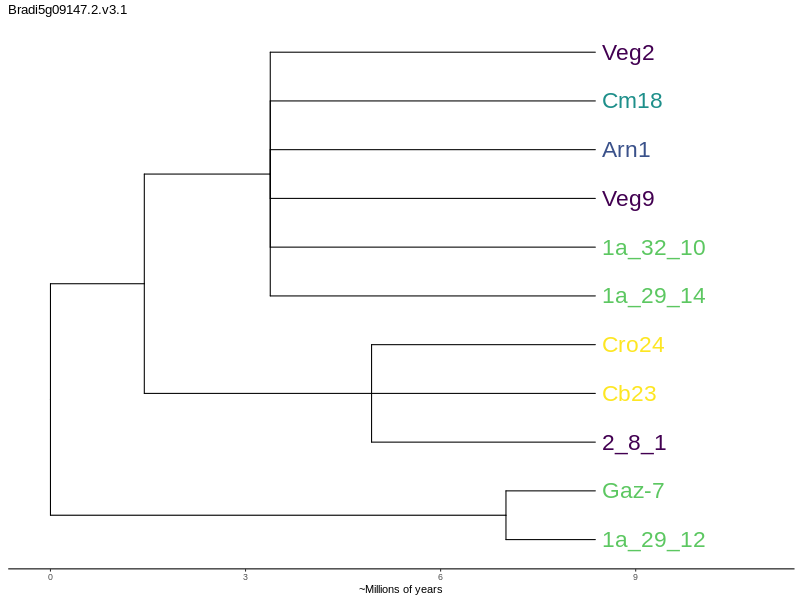 Bradi5g09147.2.v3.1
Veg2
Cm18
Arn1
Veg9
1a_32_10
1a_29_14
Cro24
Cb23
2_8_1
Gaz-7
1a_29_12
0 3 6 9
~Millions of years